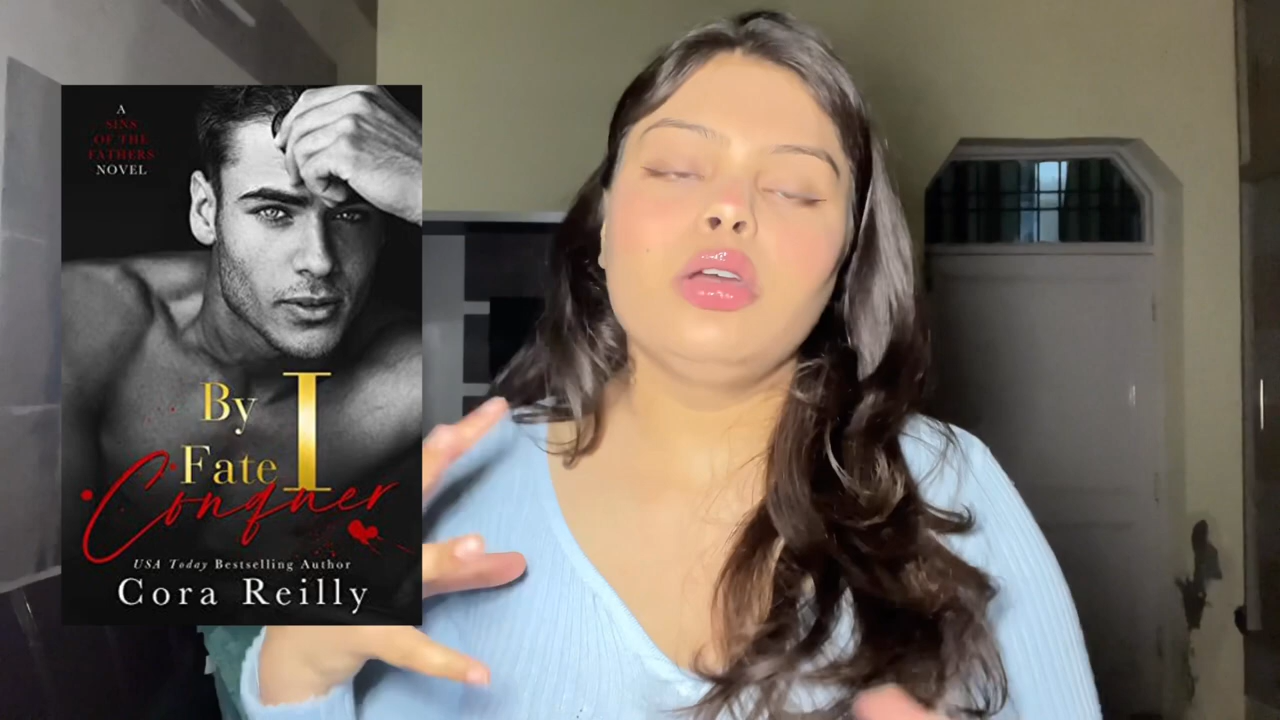 A
SINS
OF THE
FATHERS
NOVEL
By I
Fate
Conquer
USA Today Bestselling Author
Cora Reilly